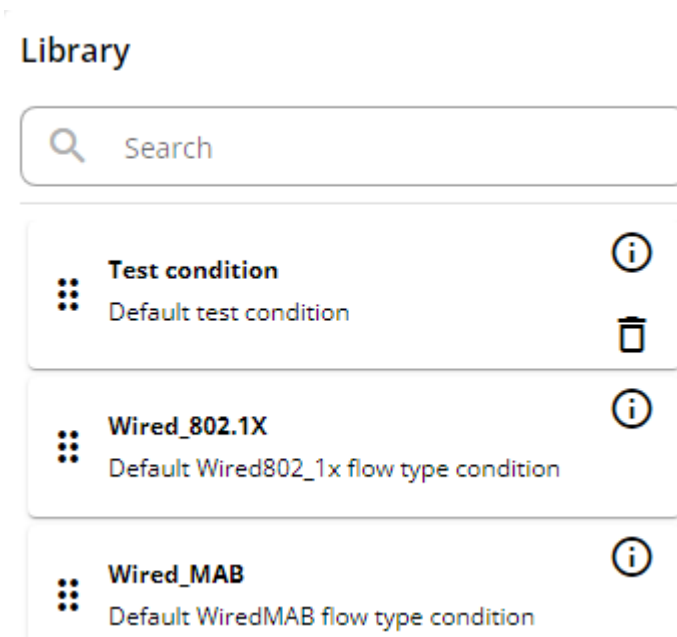 Library
Search
Test condition
Default test condition
Wired_802.1X
Default Wired802_1x flow type condition
Wired_MAB
Default WiredMAB flow type condition